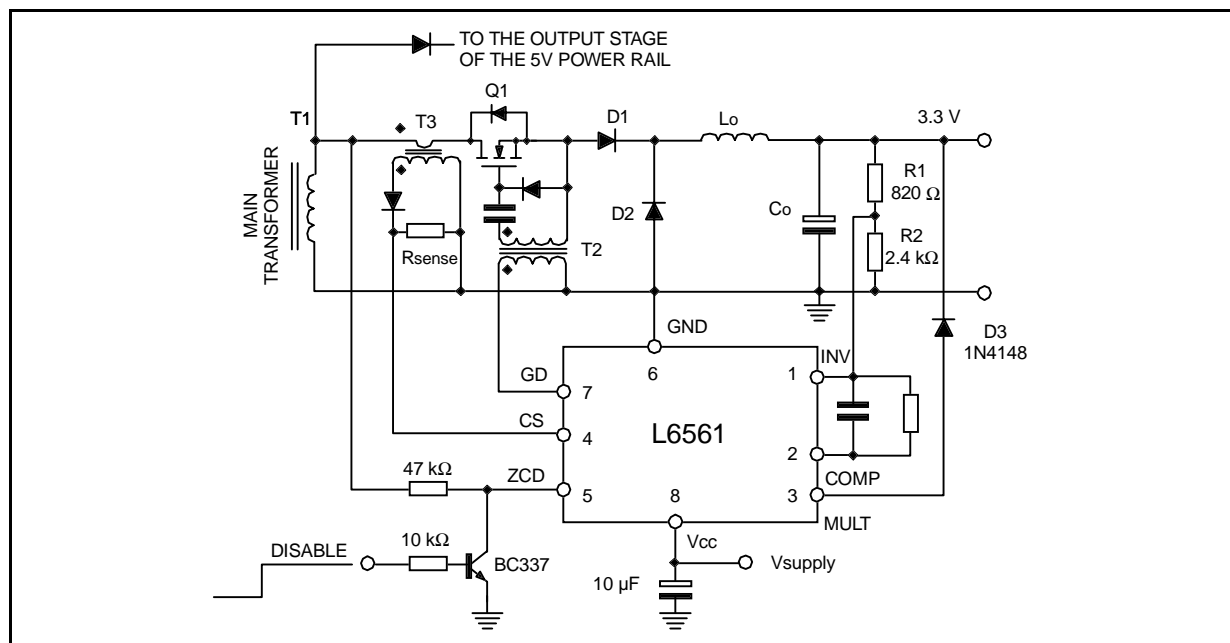 TO THE OUTPUT STAGE
OF THE 5V POWER RAIL
Q1
T1
T3
D1
Lo
3.3 V
MAIN
TRANSFORMER
R1
820 Ω
D2
Co
Rsense
T2
R2
2.4 kΩ
GND
D3
1N4148
INV
GD
6
1
7
CS
L6561
4
2
47 kΩ
ZCD
COMP
5
8
3
MULT
DISABLE
10 kΩ
BC337
Vcc
Vsupply
10 µF